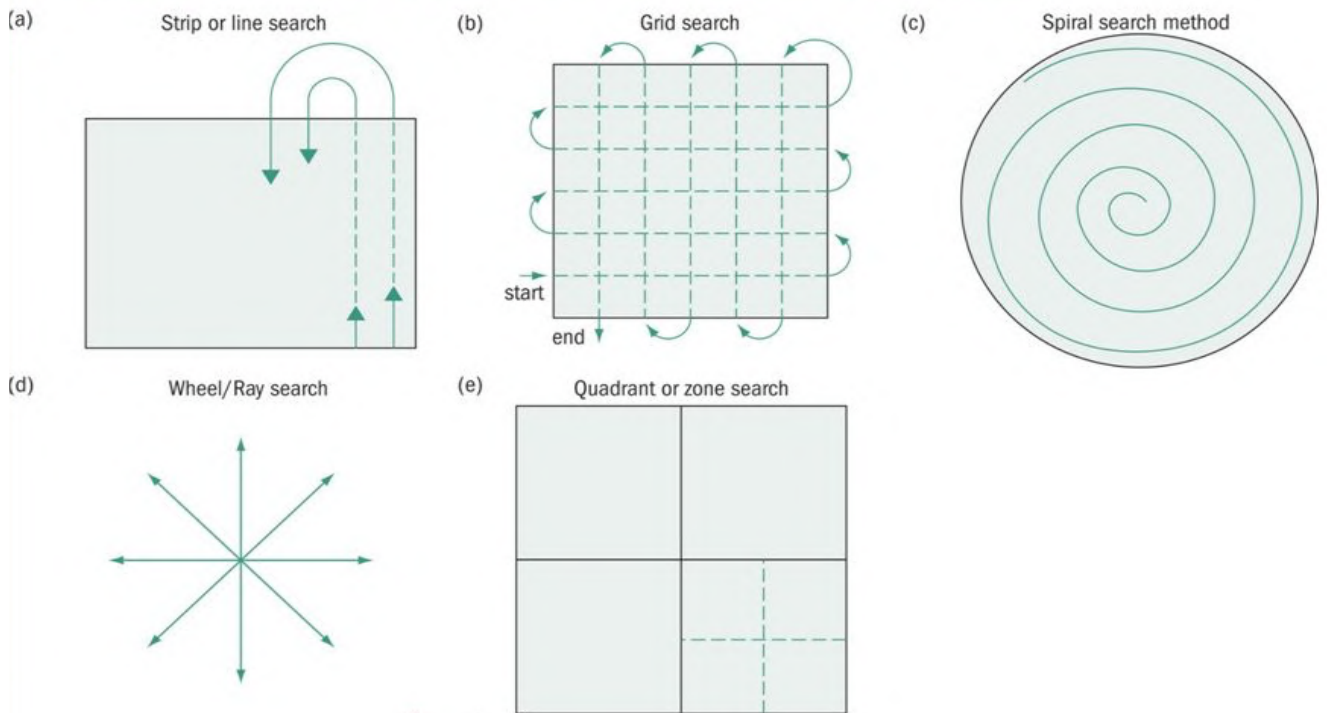 (a)
Strip or line search
(b)
Grid search
start
end
(c)
Spiral search method
(d)
Wheel/Ray search
(e)
Quadrant or zone search